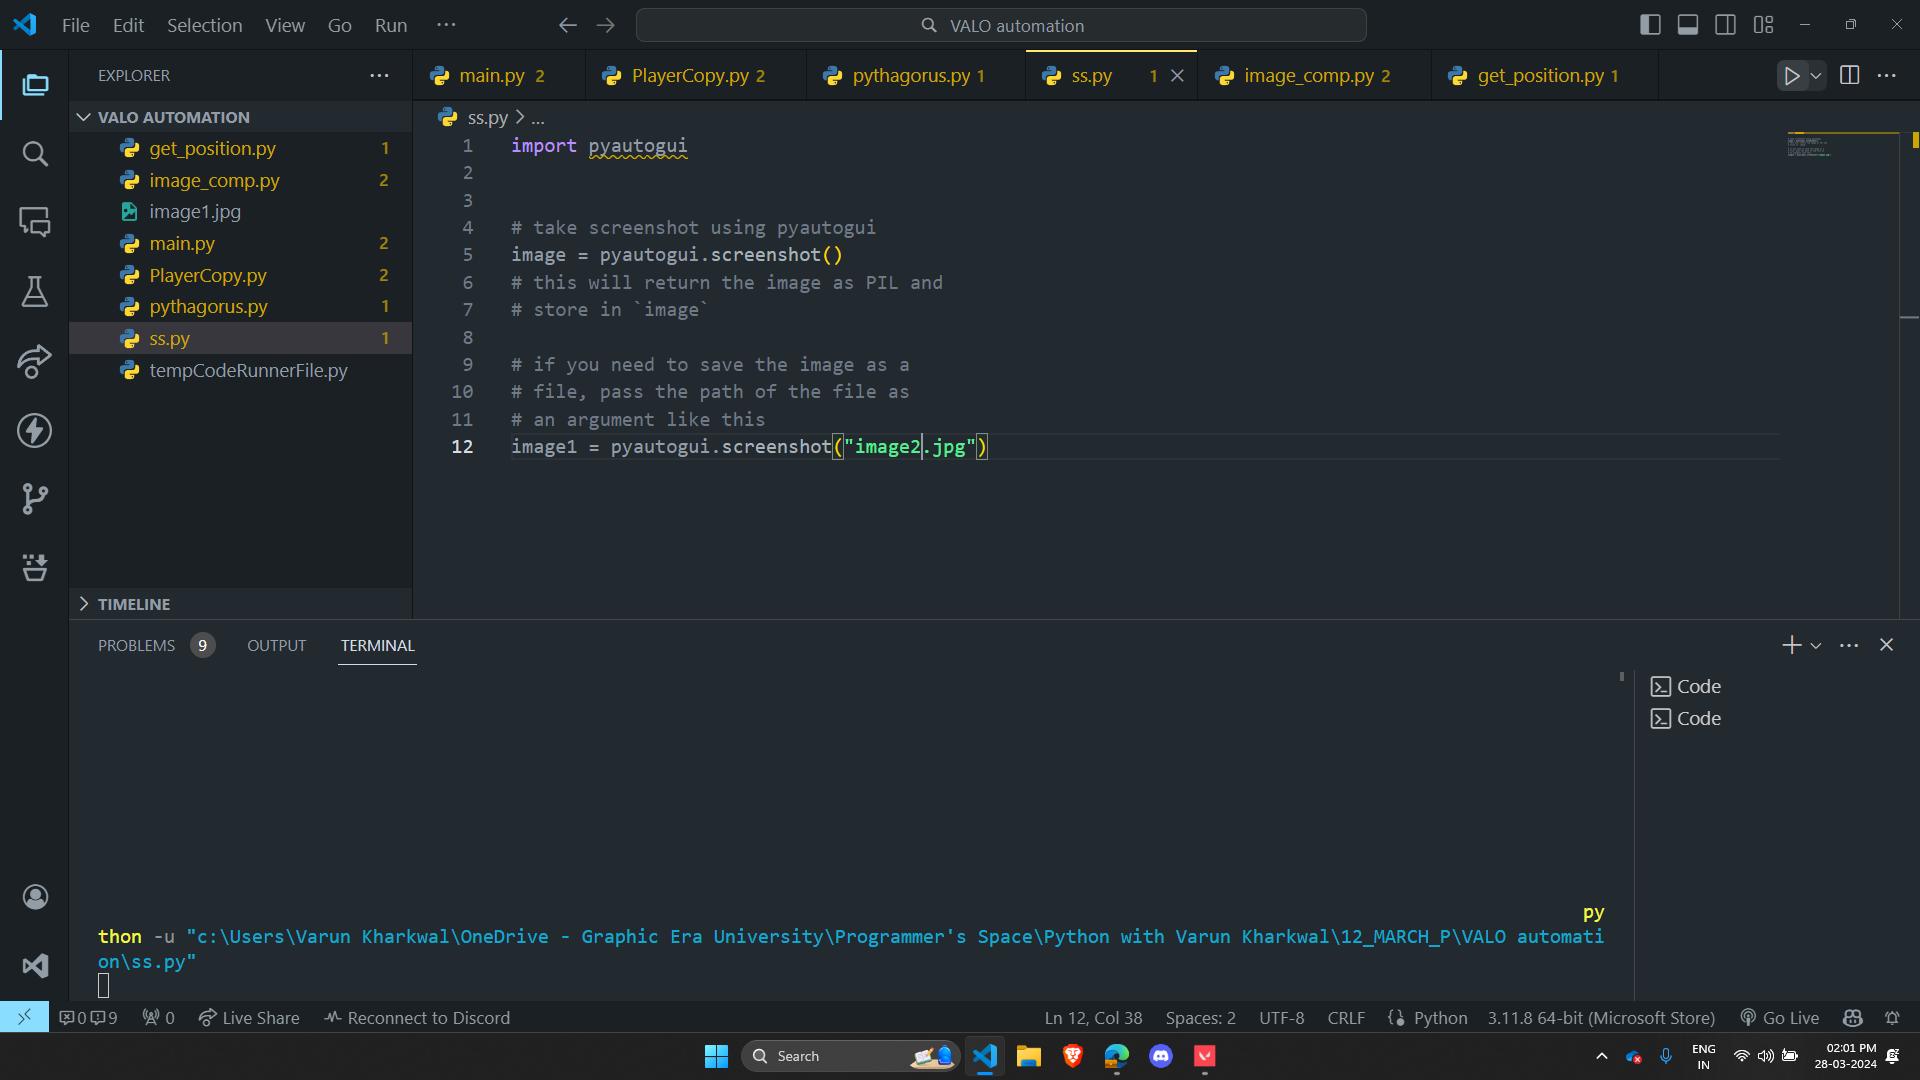 File Edit Selection View Go Run ...
VALO automation
EXPLORER ...
main.py 2
PlayerCopy.py 2
pythagorus.py 1
ss.py 1
image_comp.py 2
get_position.py 1
VALO AUTOMATION
get_position.py 1
image_comp.py 2
image1.jpg
main.py 2
PlayerCopy.py 2
pythagorus.py 1
ss.py 1
tempCodeRunnerFile.py
TIMELINE
ss.py > ...
1 import pyautogui
2
3
4 # take screenshot using pyautogui
5 image = pyautogui.screenshot()
6 # this will return the image as PIL and
7 # store in `image`
8
9 # if you need to save the image as a
10 # file, pass the path of the file as
11 # an argument like this
12 image1 = pyautogui.screenshot("image2.jpg")
PROBLEMS 9 OUTPUT TERMINAL
Code
Code
py
thon -u "c:\Users\Varun Kharkwal\OneDrive - Graphic Era University\Programmer's Space\Python with Varun Kharkwal\12_MARCH_P\VALO automati
on\ss.py"
0 9 0 Live Share Reconnect to Discord Ln 12, Col 38 Spaces: 2 UTF-8 CRLF Python 3.11.8 64-bit (Microsoft Store) Go Live
Search
ENG
IN
02:01 PM
28-03-2024